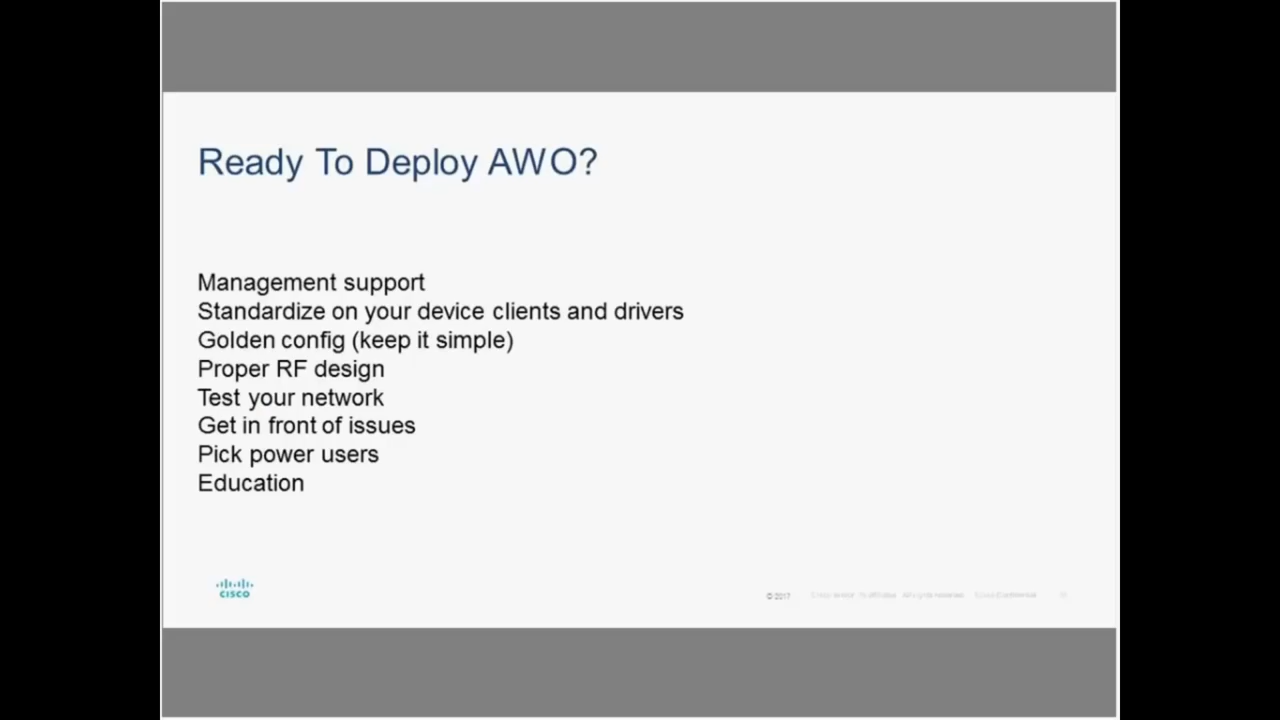 Ready To Deploy AWO?
Management support
Standardize on your device clients and drivers
Golden config (keep it simple)
Proper RF design
Test your network
Get in front of issues
Pick power users
Education
CISCO
© 2017